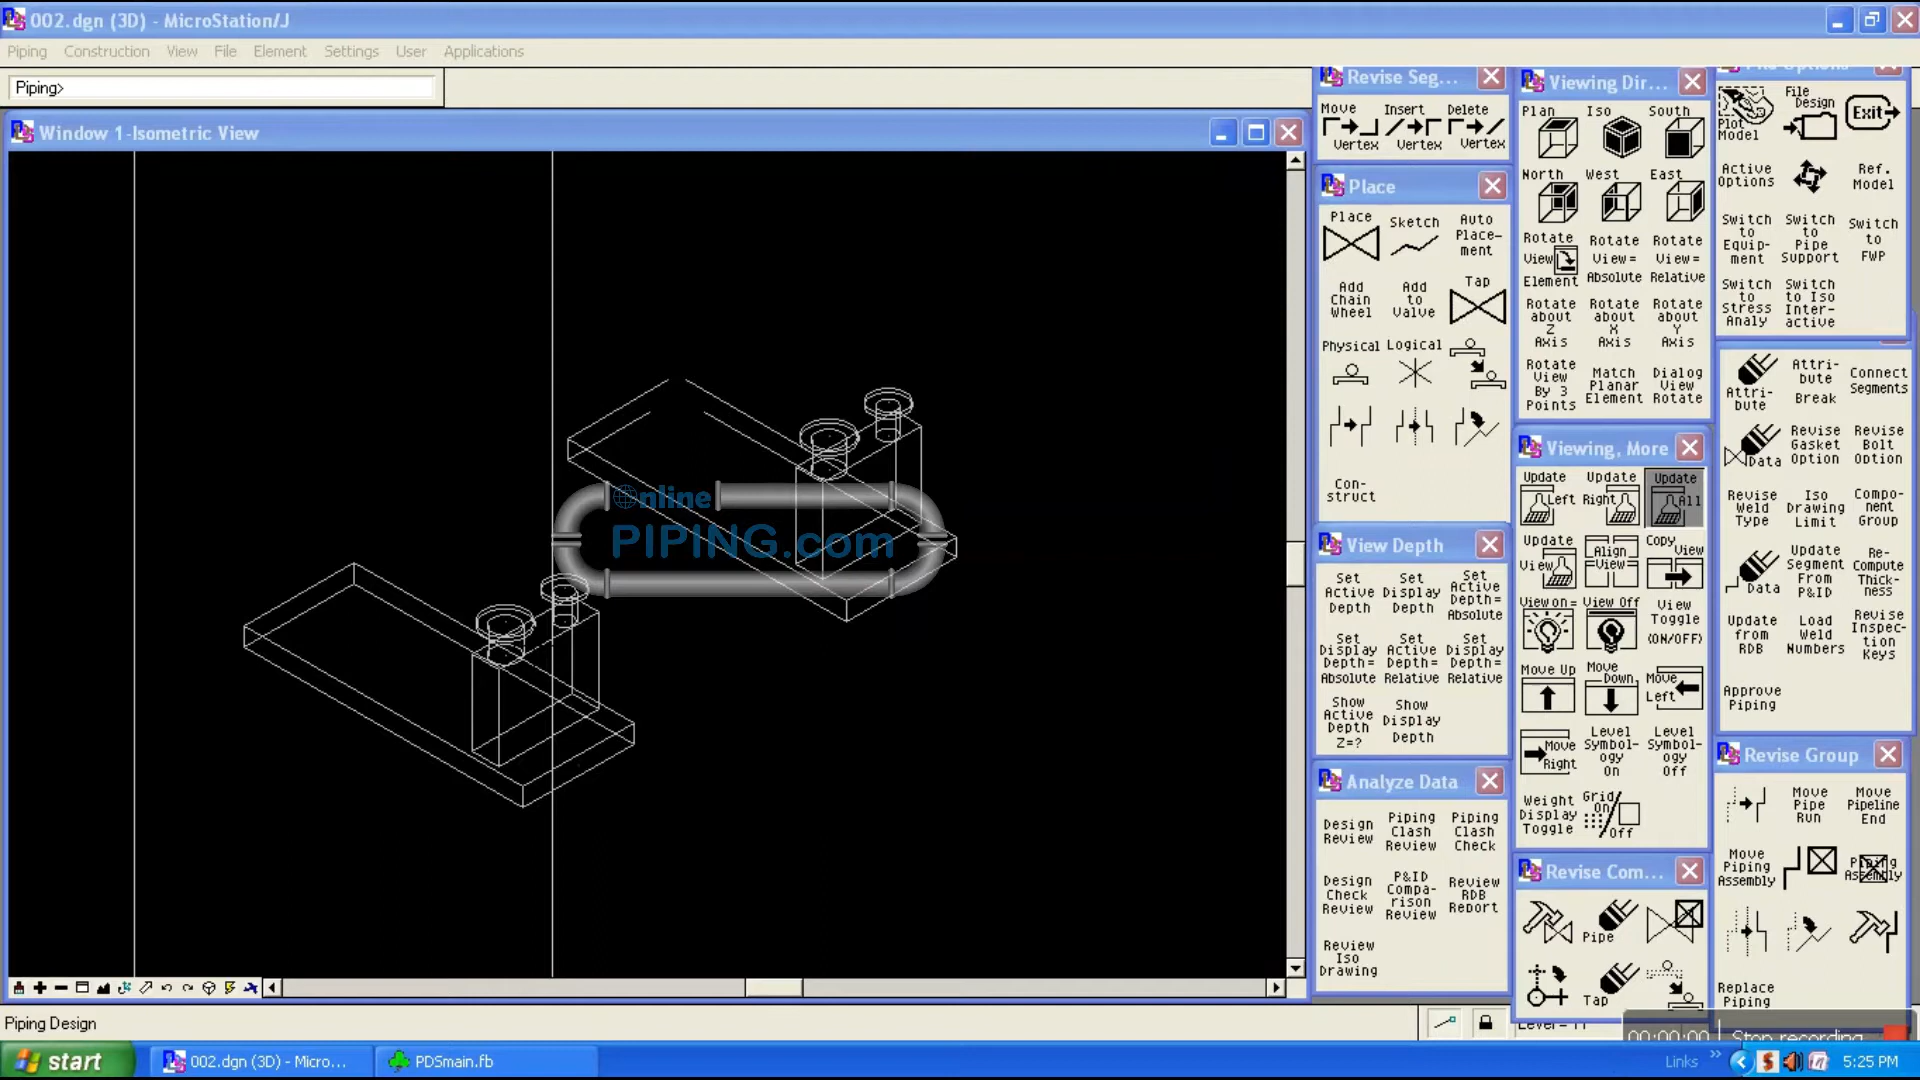 002.dgn (3D) - MicroStation/J
Piping Construction View File Element Settings User Applications
Piping>
Window 1-Isometric View
Online
PIPING.com
Revise Seg...
Move Vertex
Insert Vertex
Delete Vertex
Place
Place
Sketch
Auto Place-ment
Add Chain Wheel
Add to Valve
Tap
Physical
Logical
Con-struct
View Depth
Set Active Depth
Set Display Depth
Set Active Depth= Absolute
Set Display Depth= Absolute
Set Active Depth= Relative
Set Display Depth= Relative
Show Active Depth Z=?
Show Display Depth
Analyze Data
Design Review
Piping Clash Review
Piping Clash Check
Design Check Review
P&ID Compa-rison Review
Review RDB Report
Review Iso Drawing
Viewing Dir...
Plan
Iso
South
North
West
East
Rotate View Element
Rotate View= Absolute
Rotate View= Relative
Rotate about Z Axis
Rotate about X Axis
Rotate about Y Axis
Rotate View By 3 Points
Match Planar Element
Dialog View Rotate
Viewing, More
Update Left
Update Right
Update All
Update View
Align View
Copy View
View on=
View Off
View Toggle (ON/OFF)
Move Up
Move Down
Move Left
Move Right
Level Symbol-ogy On
Level Symbol-ogy Off
Weight Display Toggle
Grid On/Off
Revise Com...
Pipe
Tap
Plot Model
File Design
Exit
Active Options
Ref. Model
Switch to Equip-ment
Switch to Pipe Support
Switch to FWP
Switch to Stress Analy
Switch to Iso Inter-active
Attri-bute
Attri-bute Break
Connect Segments
Data
Revise Gasket Option
Revise Bolt Option
Revise Weld Type
Iso Drawing Limit
Compo-nent Group
Data
Update Segment From P&ID
Re-Compute Thick-ness
Update from RDB
Load Weld Numbers
Revise Inspec-tion Keys
Approve Piping
Revise Group
Move Pipe Run
Move Pipeline End
Move Piping Assembly
Piping Assembly
Replace Piping
Piping Design
00:00:00 Stop recording
start
002.dgn (3D) - Micro...
PDSmain.fb
Links
5:25 PM